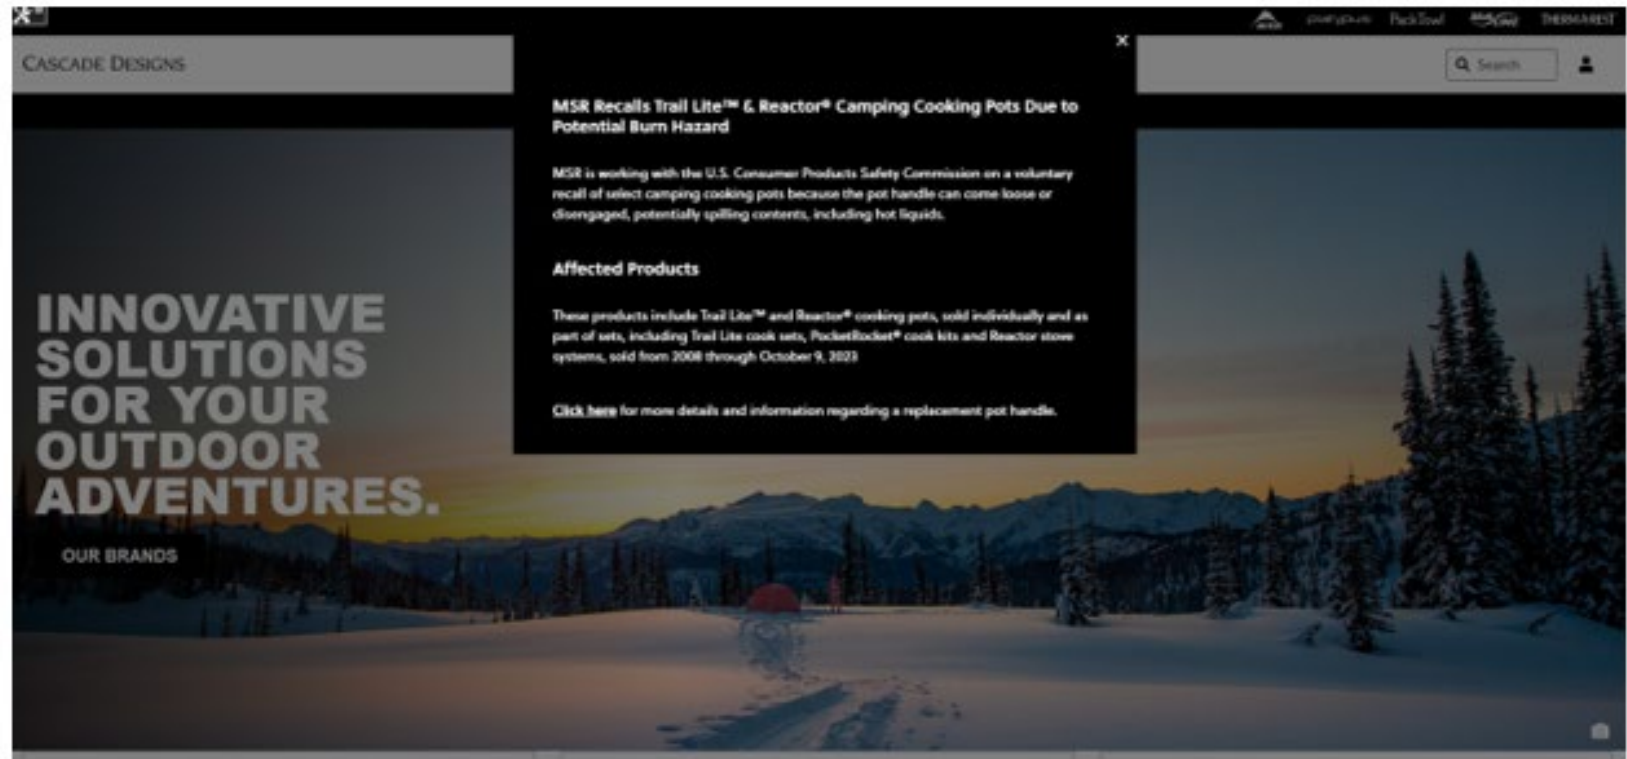 PackTowl
THERMAREST
CASCADE DESIGNS
Search
×
MSR Recalls Trail Lite™ & Reactor® Camping Cooking Pots Due to
Potential Burn Hazard
MSR is working with the U.S. Consumer Products Safety Commission on a voluntary
recall of select camping cooking pots because the pot handle can come loose or
disengaged, potentially spilling contents, including hot liquids.
Affected Products
These products include Trail Lite™ and Reactor® cooking pots, sold individually and as
part of sets, including Trail Lite cook sets, PocketRocket® cook kits and Reactor stove
systems, sold from 2008 through October 9, 2023
Click here for more details and information regarding a replacement pot handle.
INNOVATIVE
SOLUTIONS
FOR YOUR
OUTDOOR
ADVENTURES.
OUR BRANDS